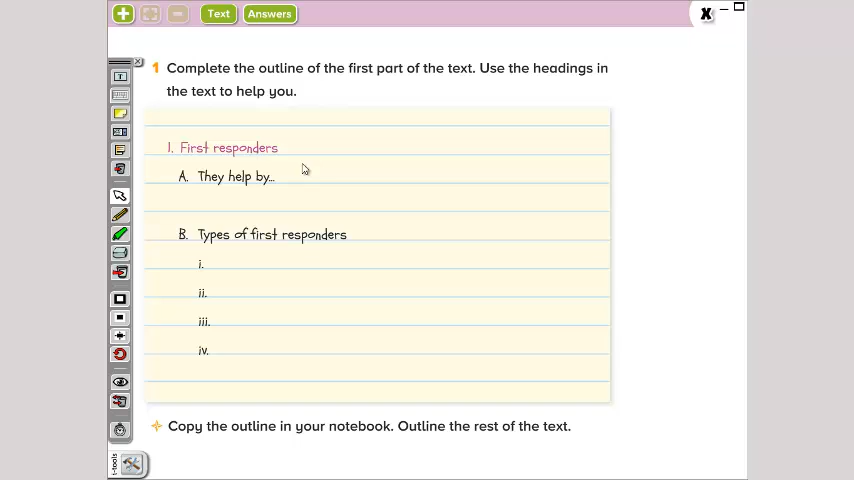 Text Answers
X
1 Complete the outline of the first part of the text. Use the headings in
the text to help you.
I. First responders
A. They help by...
B. Types of first responders
i.
ii.
iii.
iv.
Copy the outline in your notebook. Outline the rest of the text.
i-tools